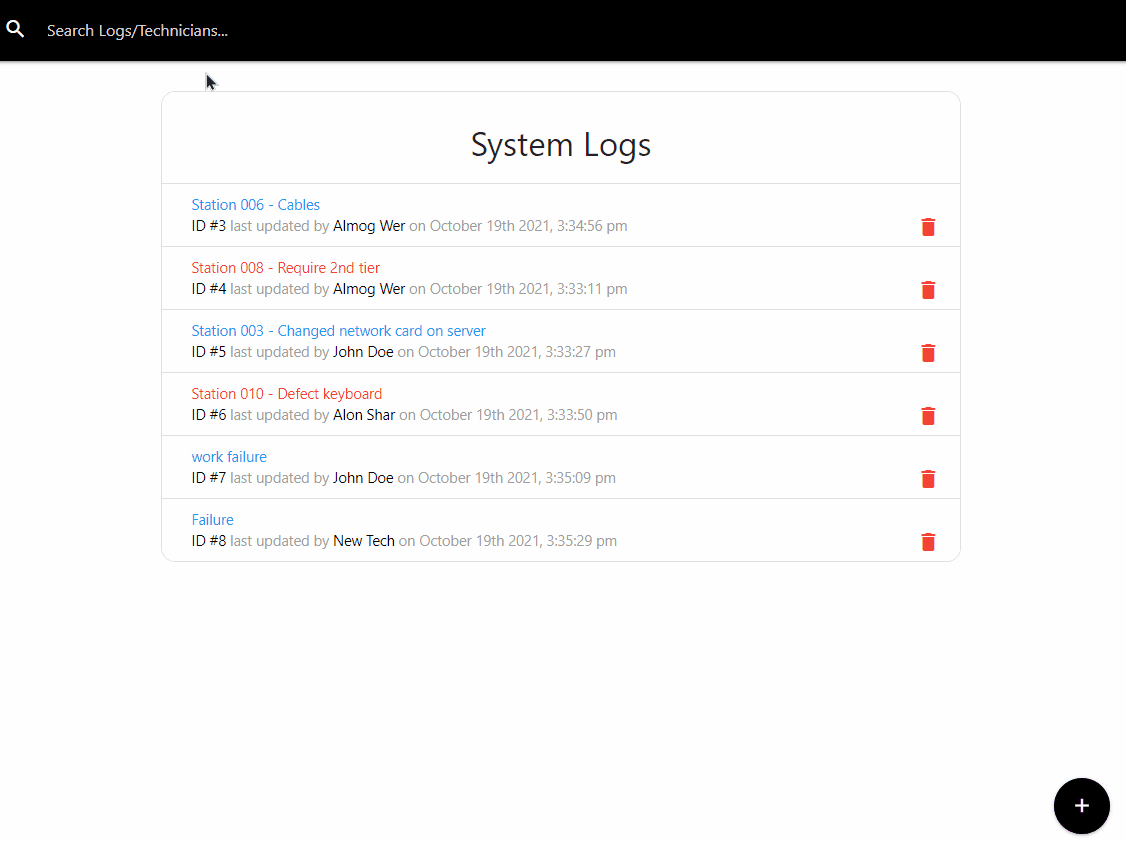 Search Logs/Technicians...
System Logs
Station 006 - Cables
ID #3 last updated by Almog Wer on October 19th 2021, 3:34:56 pm
Station 008 - Require 2nd tier
ID #4 last updated by Almog Wer on October 19th 2021, 3:33:11 pm
Station 003 - Changed network card on server
ID #5 last updated by John Doe on October 19th 2021, 3:33:27 pm
Station 010 - Defect keyboard
ID #6 last updated by Alon Shar on October 19th 2021, 3:33:50 pm
work failure
ID #7 last updated by John Doe on October 19th 2021, 3:35:09 pm
Failure
ID #8 last updated by New Tech on October 19th 2021, 3:35:29 pm